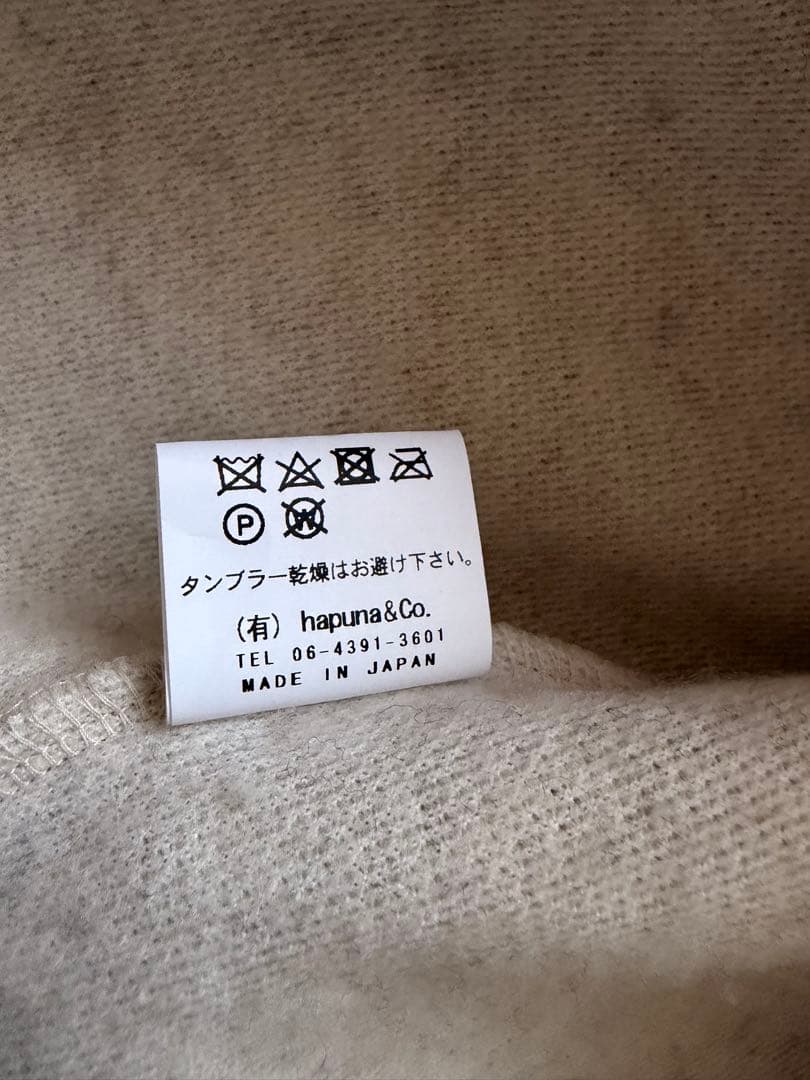 P W
タンブラー乾燥はお避け下さい。
(有) hapuna&Co.
TEL 06-4391-3601
MADE IN JAPAN